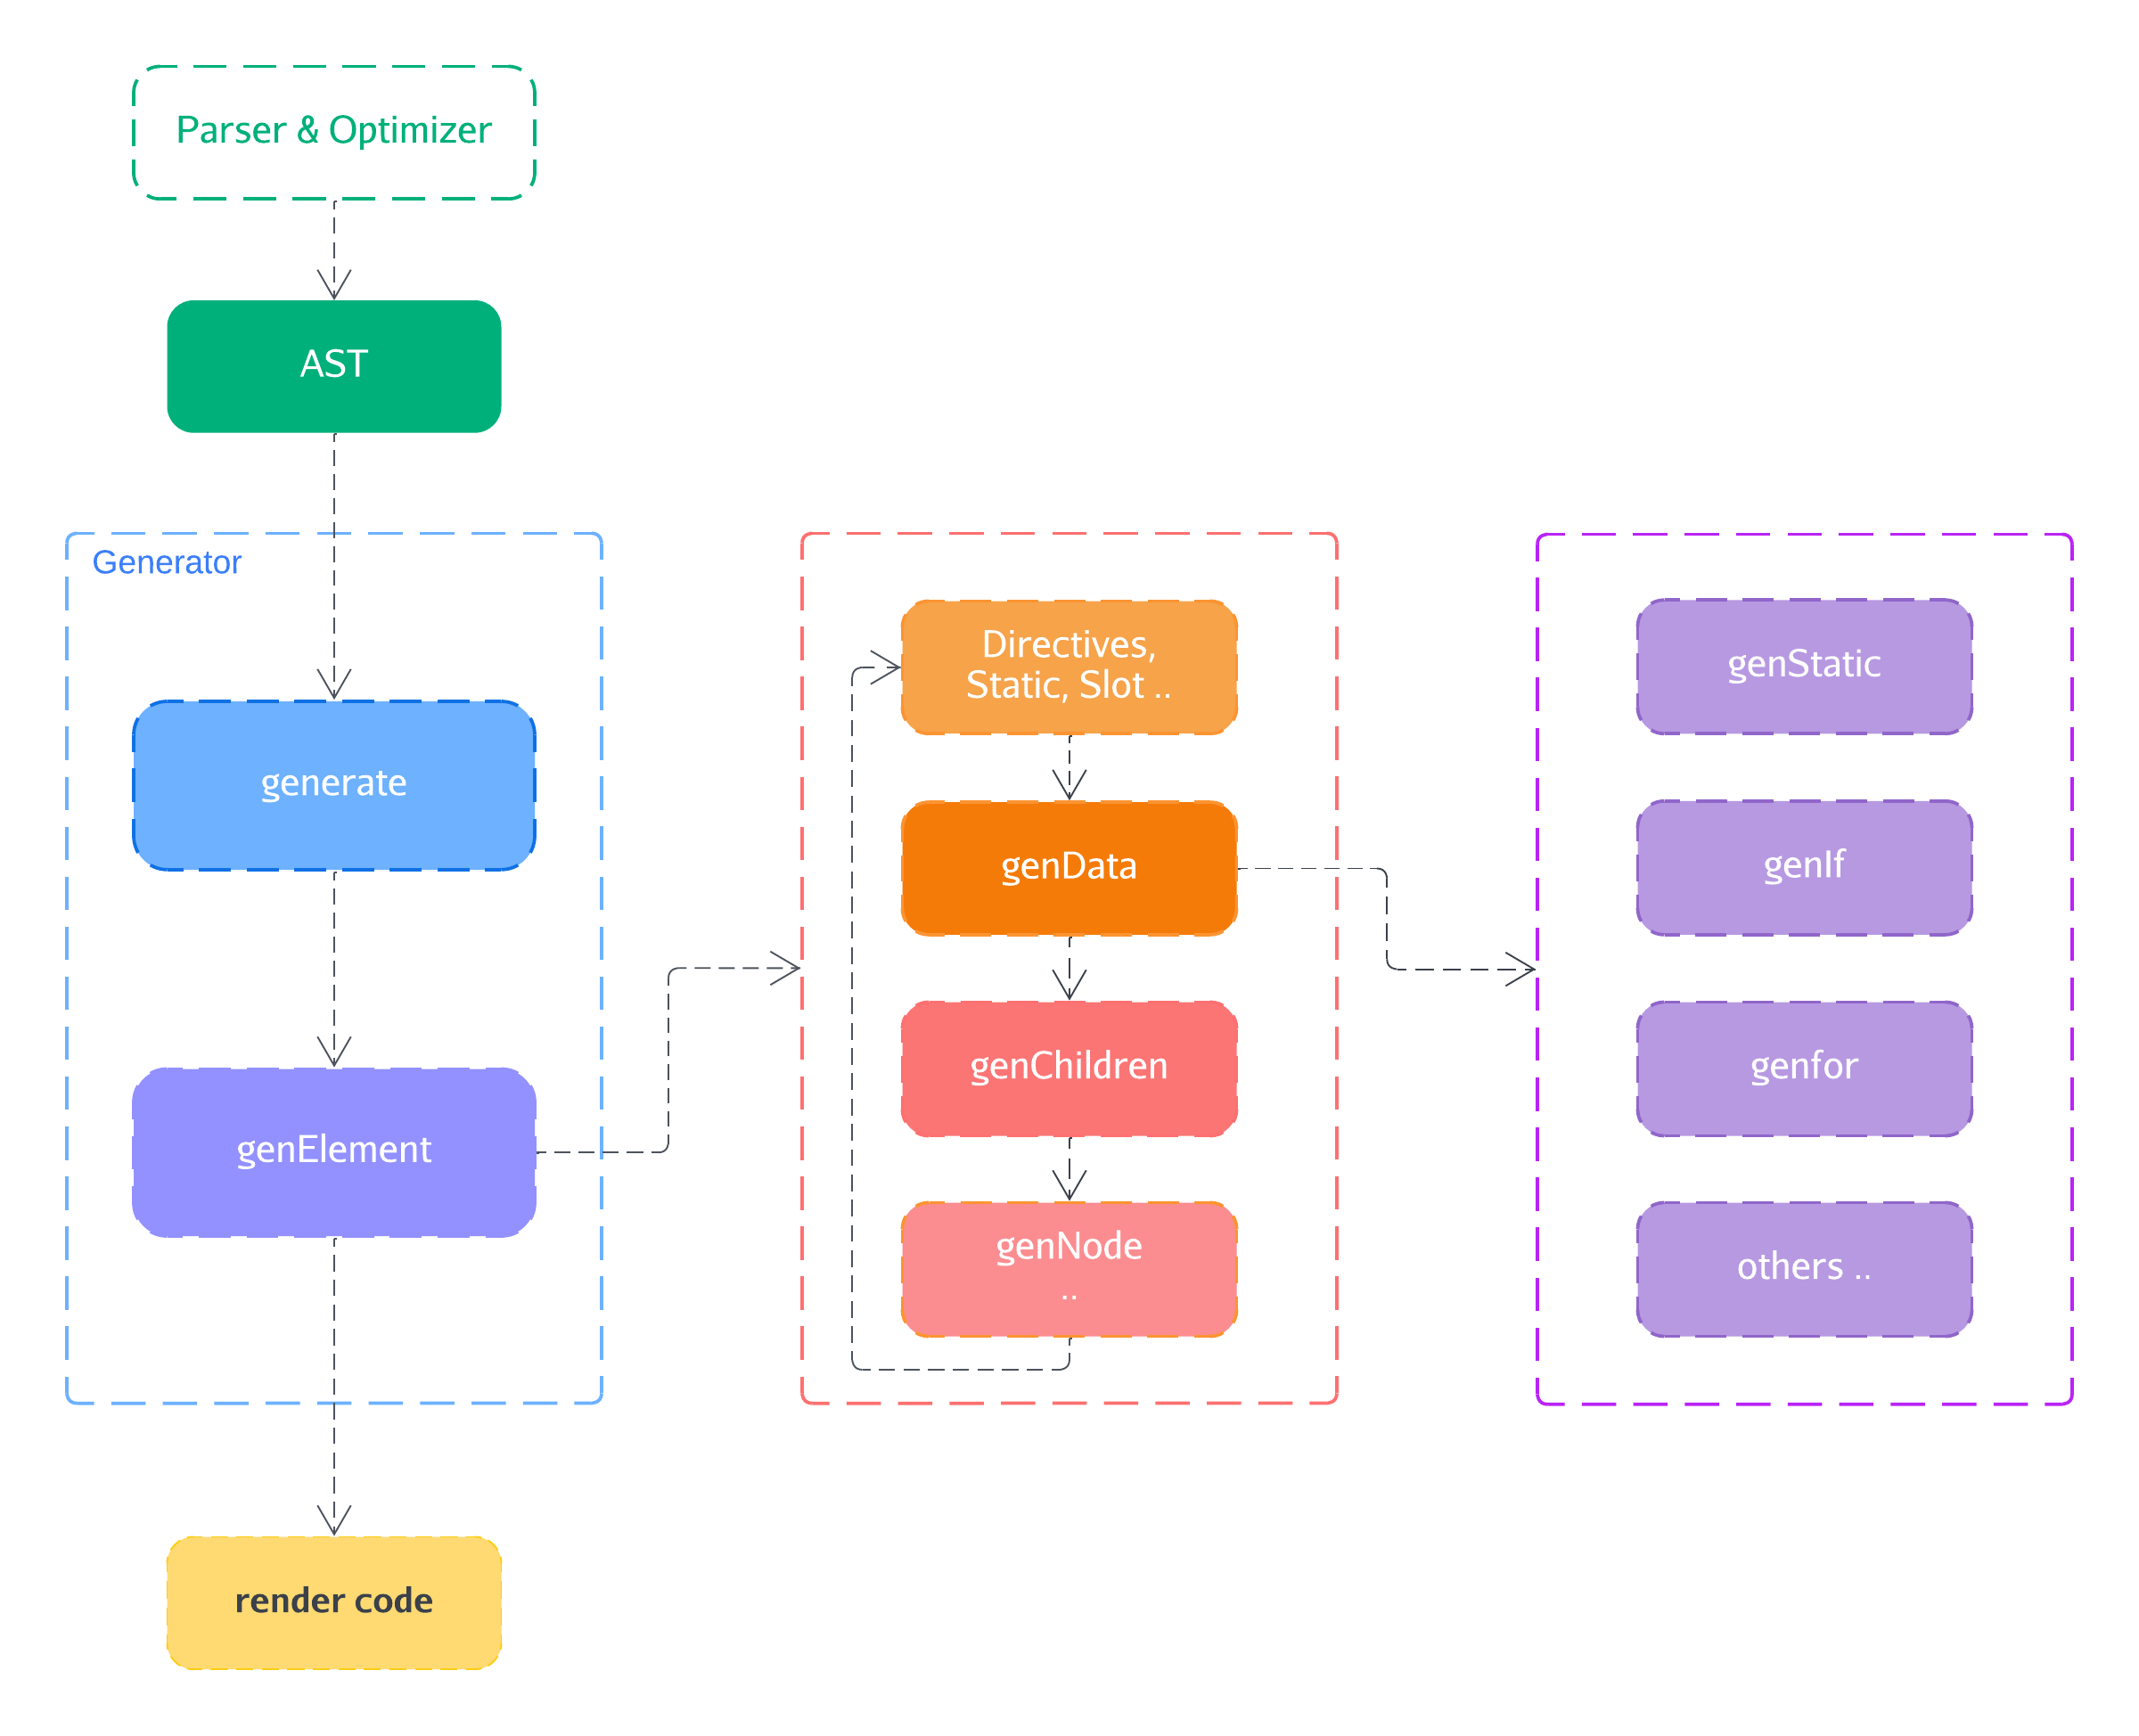 Parser & Optimizer
AST
Generator
generate
genElement
render code
Directives,
Static, Slot ..
genData
genChildren
genNode
..
genStatic
genIf
genfor
others ..